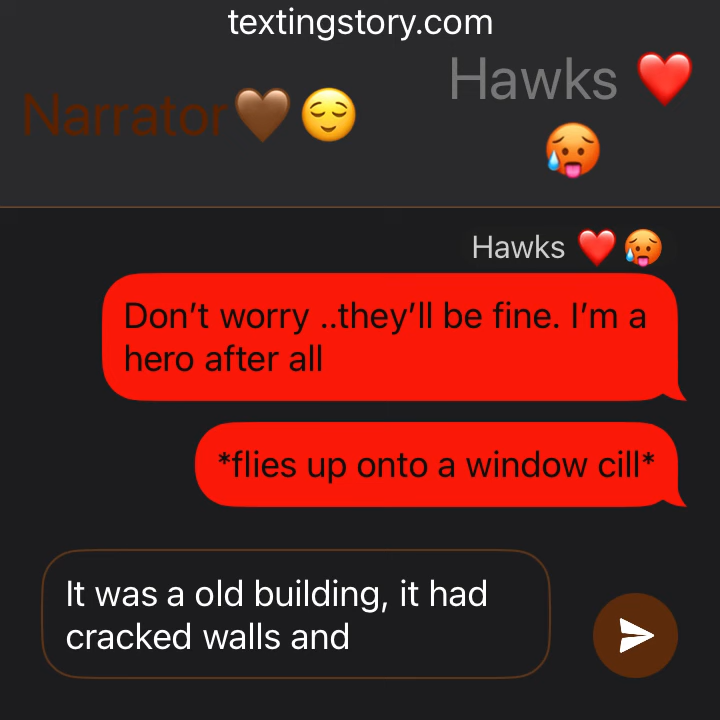 textingstory.com
Hawks ❤️
Narrator🤎😌
🥵
Hawks ❤️🥵
Don’t worry ..they’ll be fine. I’m a
hero after all
*flies up onto a window cill*
It was a old building, it had
cracked walls and